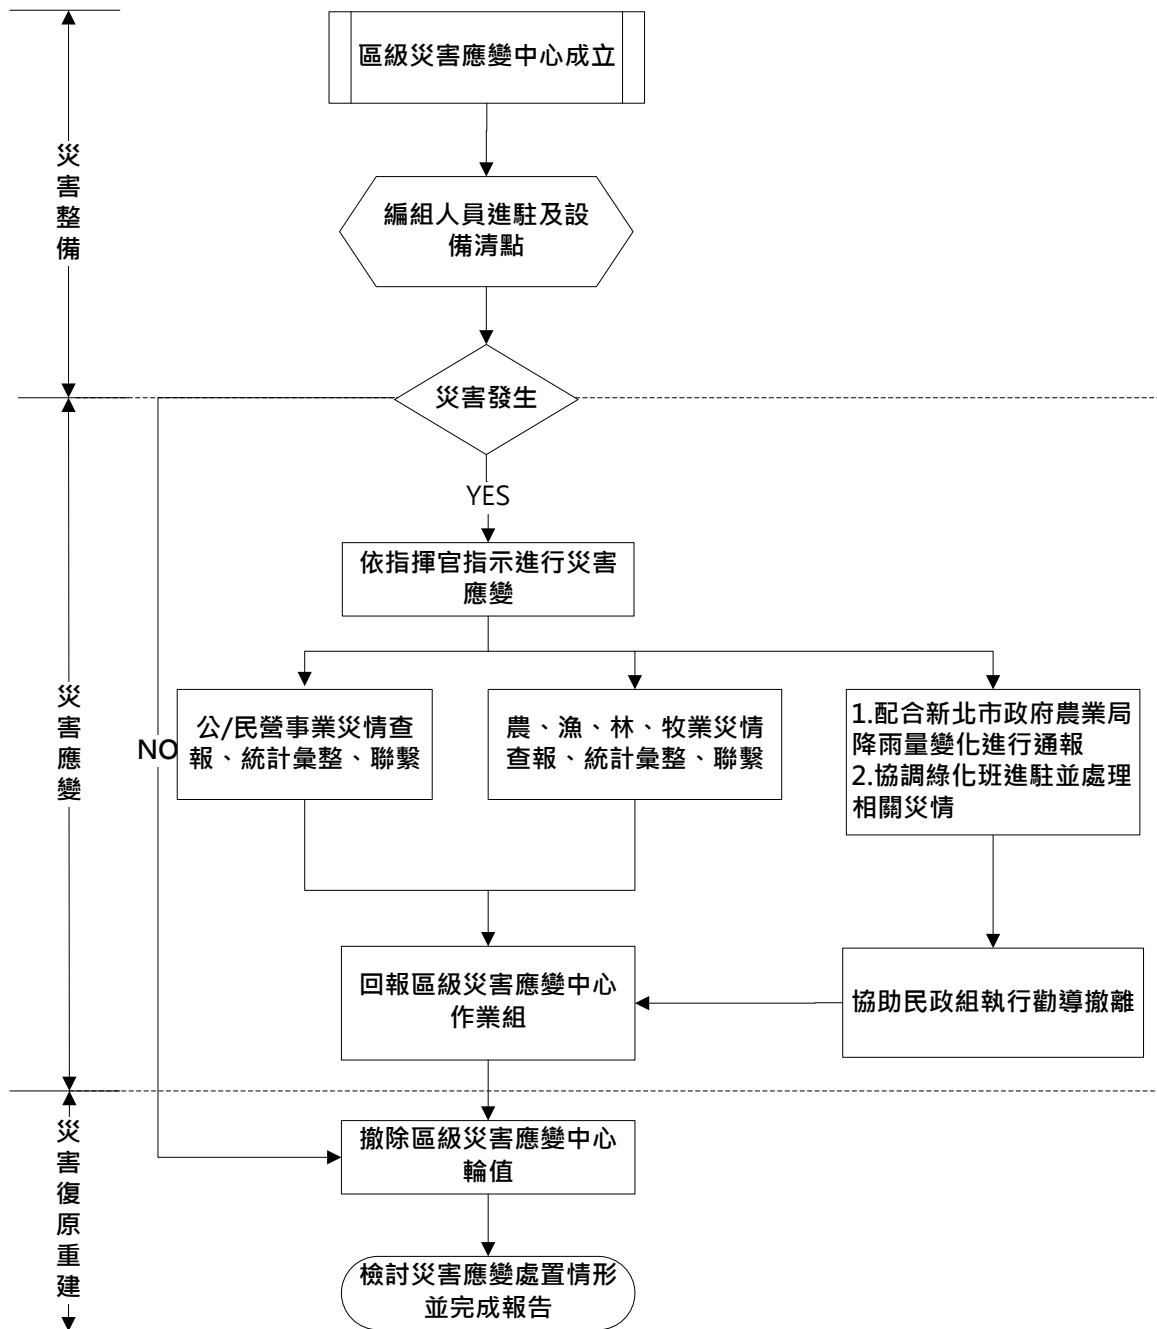 區級災害應變中心成立
災害整備
編組人員進駐及設
備清點
災害發生
YES
依指揮官指示進行災害
應變
災害應變
NO
公/民營事業災情查
報、統計彙整、聯繫
農、漁、林、牧業災情
查報、統計彙整、聯繫
1.配合新北市政府農業局
降雨量變化進行通報
2.協調綠化班進駐並處理
相關災情
回報區級災害應變中心
作業組
協助民政組執行勸導撤離
災害復原重建
撤除區級災害應變中心
輪值
檢討災害應變處置情形
並完成報告